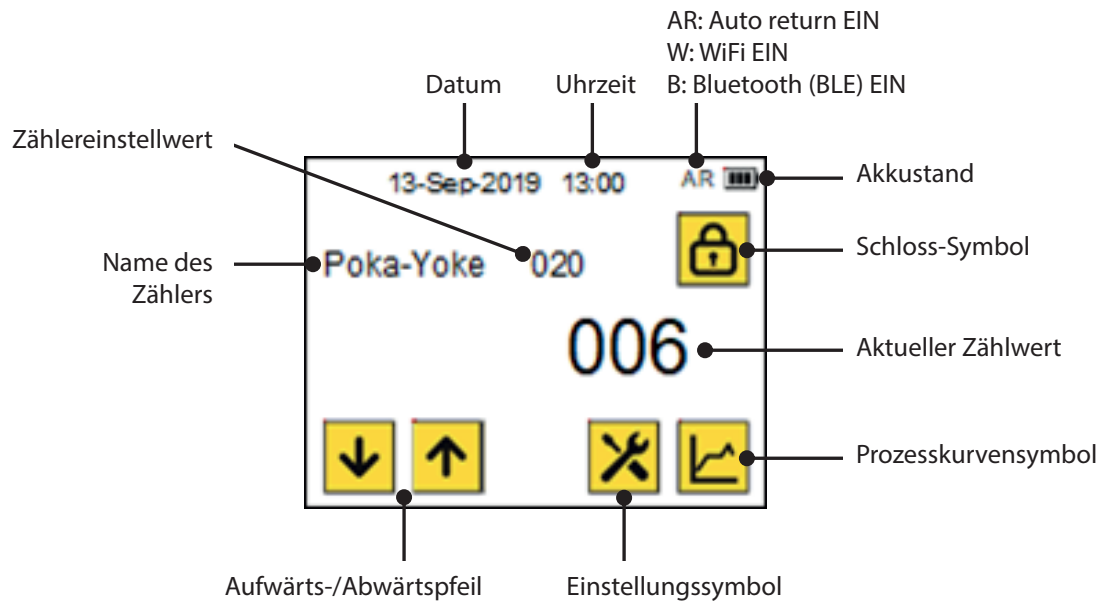 AR: Auto return EIN
W: WiFi EIN
B: Bluetooth (BLE) EIN
Datum
Uhrzeit
Zählereinstellwert
13-Sep-2019 13:00 AR
Akkustand
Schloss-Symbol
Name des
Zählers
Poka-Yoke 020
006
Aktueller Zählwert
Prozesskurvensymbol
Aufwärts-/Abwärtspfeil
Einstellungssymbol